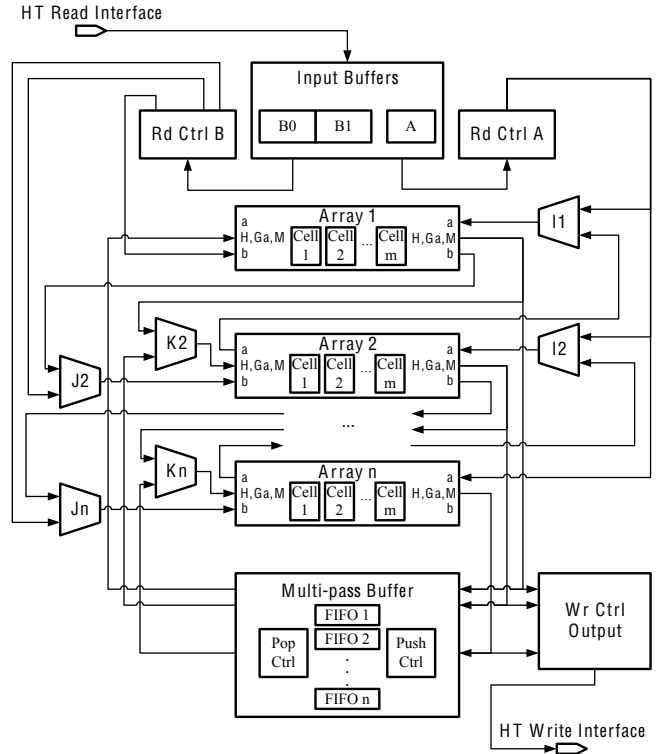 HT Read Interface
Input Buffers
B0 B1 A
Rd Ctrl B
Rd Ctrl A
Array 1
a
H,Ga,M
b
Cell 1
Cell 2
...
Cell m
H,Ga,M
b
I1
K2
J2
Array 2
a
H,Ga,M
b
Cell 1
Cell 2
...
Cell m
a
H,Ga,M
b
I2
...
Kn
Jn
Array n
a
H,Ga,M
b
Cell 1
Cell 2
...
Cell m
a
H,Ga,M
b
Multi-pass Buffer
FIFO 1
FIFO 2
FIFO n
Pop Ctrl
Push Ctrl
Wr Ctrl
Output
HT Write Interface